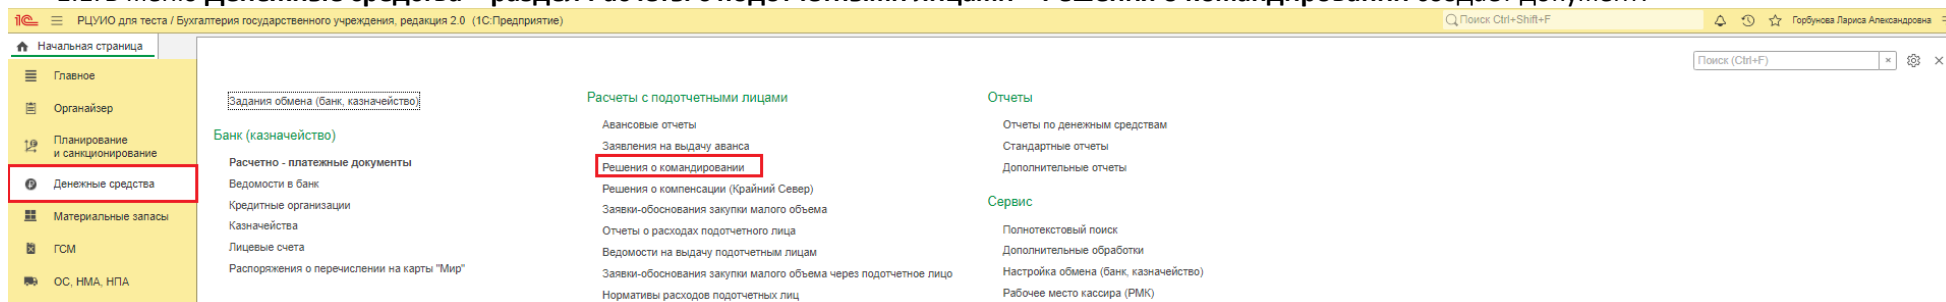 РЦУИО для теста / Бухгалтерия государственного учреждения, редакция 2.0 (1С:Предприятие)
Поиск Ctrl+Shift+F
Горбунова Лариса Александровна
Начальная страница
Поиск (Ctrl+F)
Главное
Органайзер
Планирование
и санкционирование
Денежные средства
Материальные запасы
ГСМ
ОС, НМА, НПА
Задания обмена (банк, казначейство)
Банк (казначейство)
Расчетно - платежные документы
Ведомости в банк
Кредитные организации
Казначейства
Лицевые счета
Распоряжения о перечислении на карты "Мир"
Расчеты с подотчетными лицами
Авансовые отчеты
Заявления на выдачу аванса
Решения о командировании
Решения о компенсации (Крайний Север)
Заявки-обоснования закупки малого объема
Отчеты о расходах подотчетного лица
Ведомости на выдачу подотчетным лицам
Заявки-обоснования закупки малого объема через подотчетное лицо
Нормативы расходов подотчетных лиц
Отчеты
Отчеты по денежным средствам
Стандартные отчеты
Дополнительные отчеты
Сервис
Полнотекстовый поиск
Дополнительные обработки
Настройка обмена (банк, казначейство)
Рабочее место кассира (РМК)